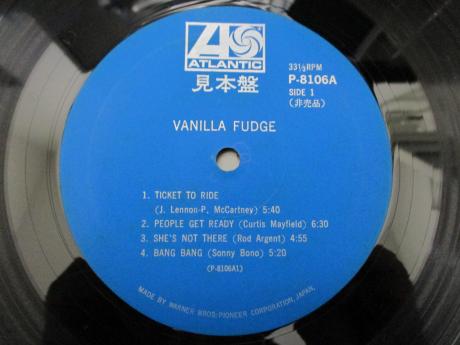 ATLANTIC
見本盤
33⅓RPM
P-8106A
SIDE 1
(非売品)
VANILLA FUDGE
1. TICKET TO RIDE
(J. Lennon-P. McCartney) 5:40
2. PEOPLE GET READY (Curtis Mayfield) 6:30
3. SHE'S NOT THERE (Rod Argent) 4:55
4. BANG BANG (Sonny Bono) 5:20
(P-8106A1)
MADE BY WARNER BROS.-PIONEER CORPORATION, JAPAN.